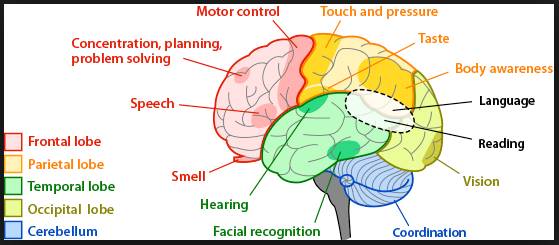 Motor control
Touch and pressure
Concentration, planning,
problem solving
Taste
Body awareness
Speech
Language
Reading
Frontal lobe
Parietal lobe
Temporal lobe
Occipital lobe
Cerebellum
Smell
Hearing
Facial recognition
Vision
Coordination